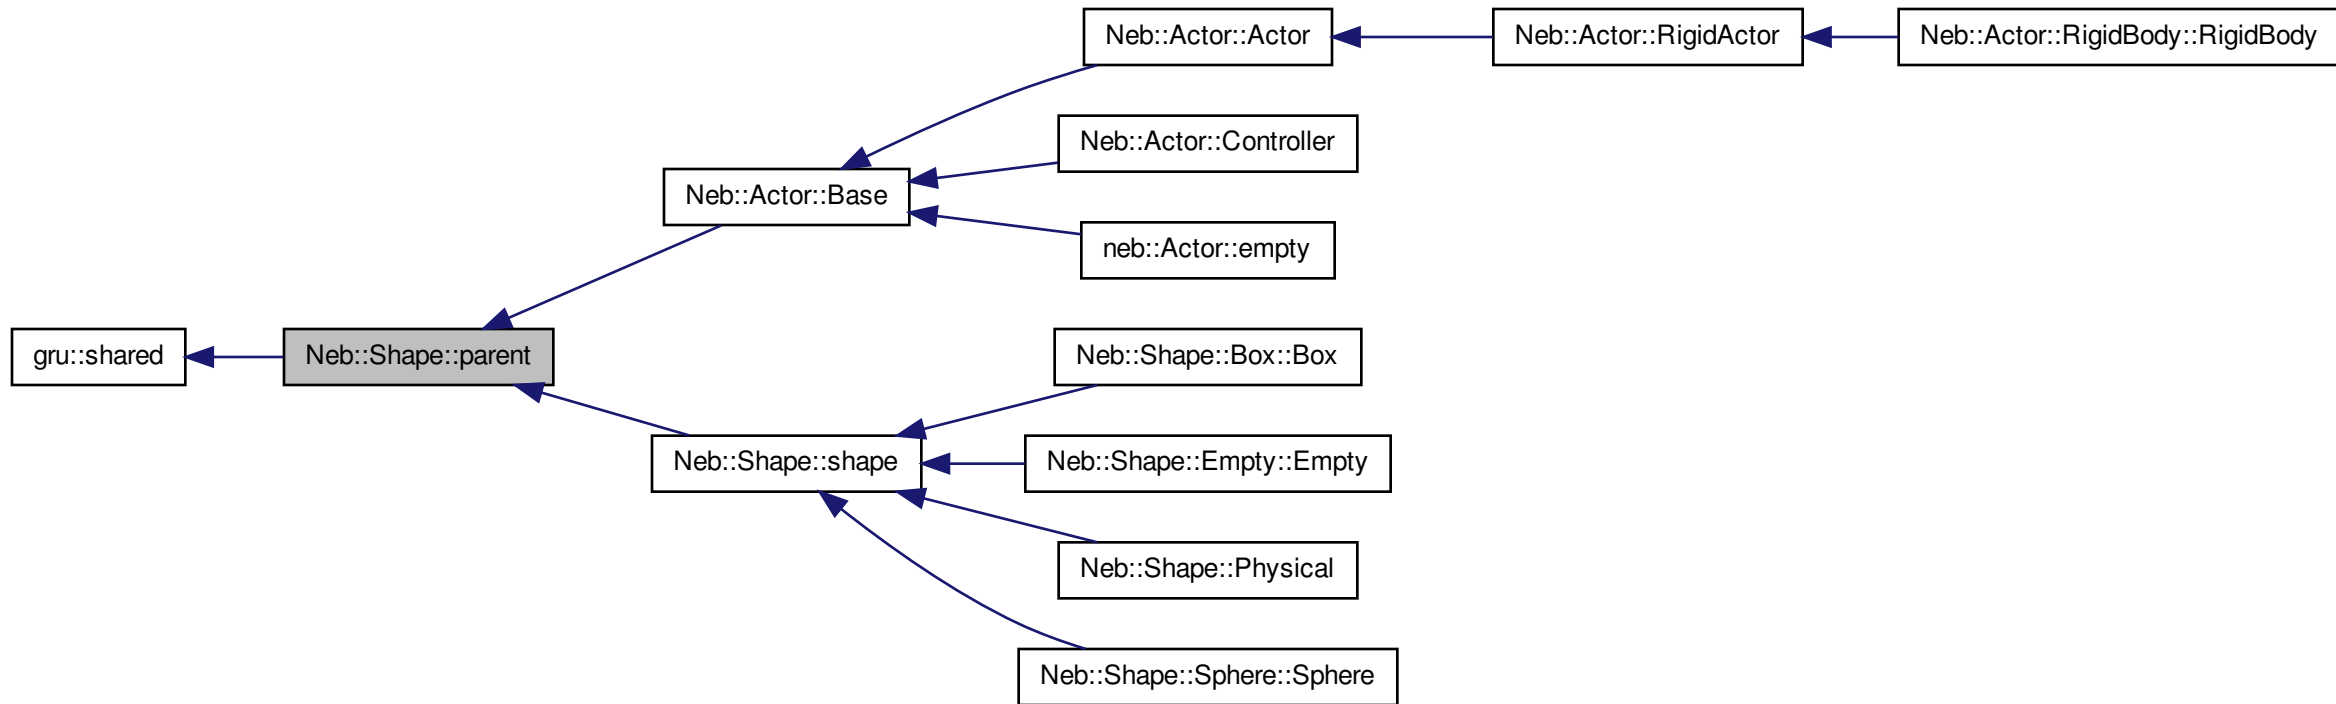 Neb::Actor::Actor
Neb::Actor::RigidActor
Neb::Actor::RigidBody::RigidBody
Neb::Actor::Controller
Neb::Actor::Base
neb::Actor::empty
gru::shared
Neb::Shape::parent
Neb::Shape::Box::Box
Neb::Shape::shape
Neb::Shape::Empty::Empty
Neb::Shape::Physical
Neb::Shape::Sphere::Sphere